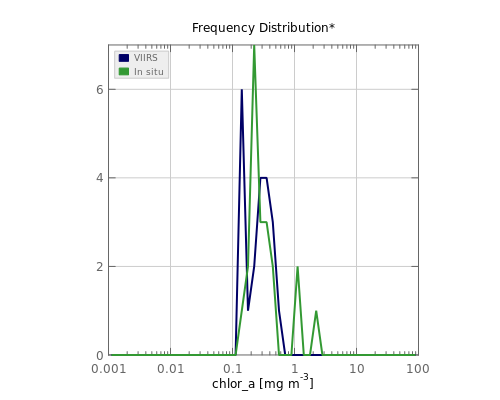 Frequency Distribution*
VIIRS
In situ
6
4
2
0
0.001 0.01 0.1 1 10 100
chlor_a [mg m-3]